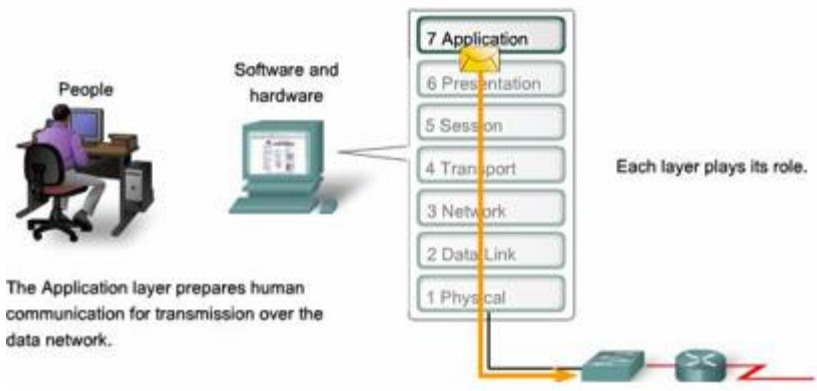 People
Software and
hardware
7 Application
6 Presentation
5 Session
4 Transport
3 Network
2 Data Link
1 Physical
Each layer plays its role.
The Application layer prepares human
communication for transmission over the
data network.